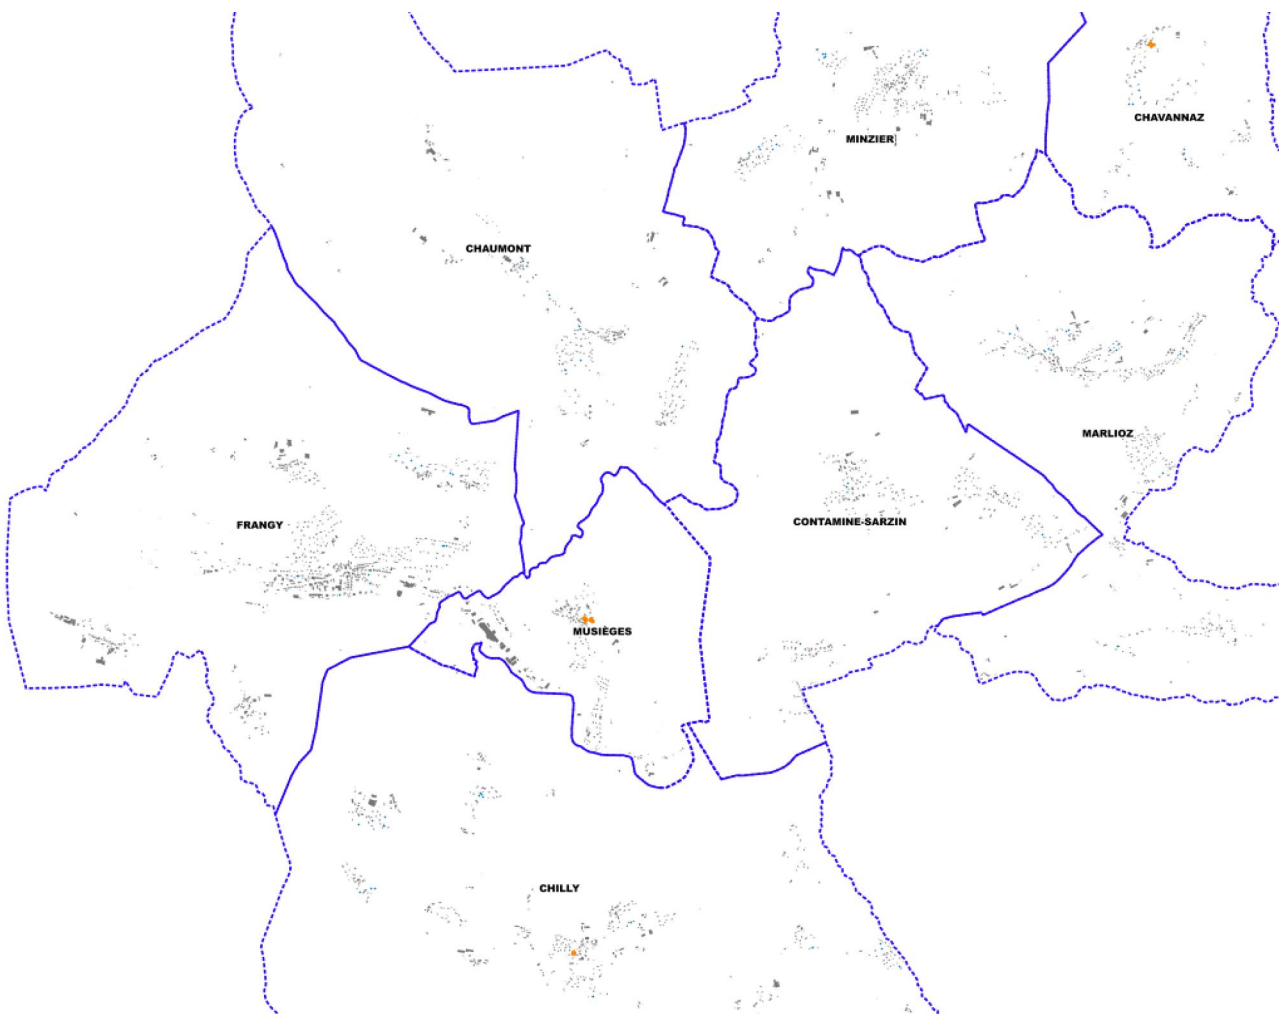 CHAVANNAZ
MINZIER
CHAUMONT
MARLIOZ
FRANGY
CONTAMINE-SARZIN
MUSIÈGES
CHILLY